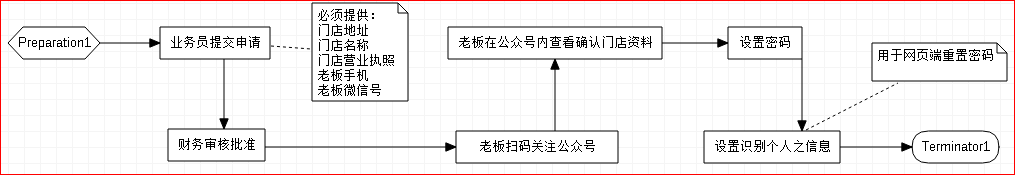 Preparation1
业务员提交申请
必须提供：
门店地址
门店名称
门店营业执照
老板手机
老板微信号
财务审核批准
老板扫码关注公众号
老板在公众号内查看确认门店资料
设置密码
用于网页端重置密码
设置识别个人之信息
Terminator1